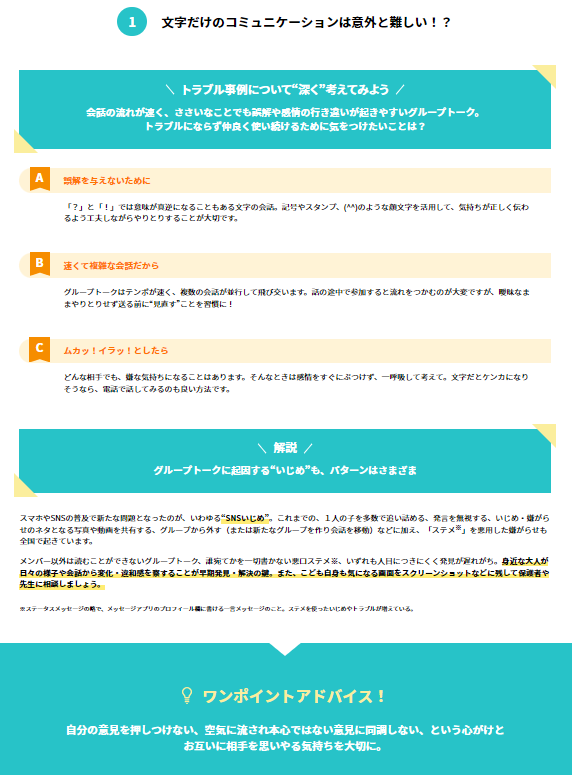 1 文字だけのコミュニケーションは意外と難しい！？
＼ トラブル事例について“深く”考えてみよう ／
会話の流れが速く、ささいなことでも誤解や感情の行き違いが起きやすいグループトーク。
トラブルにならず仲良く使い続けるために気をつけたいことは？
A 誤解を与えないために
「？」と「！」では意味が真逆になることもある文字の会話。記号やスタンプ、(^^)のような顔文字を活用して、気持ちが正しく伝わ
るよう工夫しながらやりとりすることが大切です。
B 速くて複雑な会話だから
グループトークはテンポが速く、複数の会話が並行して飛び交います。話の途中で参加すると流れをつかむのが大変ですが、曖昧なま
まやりとりせず送る前に“見直す”ことを習慣に！
C ムカッ！イラッ！としたら
どんな相手でも、嫌な気持ちになることはあります。そんなときは感情をすぐにぶつけず、一呼吸して考えて。文字だとケンカになり
そうなら、電話で話してみるのも良い方法です。
＼ 解説 ／
グループトークに起因する“いじめ”も、パターンはさまざま
スマホやSNSの普及で新たな問題となったのが、いわゆる“SNSいじめ”。これまでの、１人の子を多数で追い詰める、発言を無視する、いじめ・嫌がら
せのネタとなる写真や動画を共有する、グループから外す（または新たなグループを作り会話を移動）などに加え、「ステメ※」を悪用した嫌がらせも
全国で起きています。
メンバー以外は読むことができないグループトーク、誰宛てかを一切書かない悪口ステメ※、いずれも人目につきにくく発見が遅れがち。身近な大人が
日々の様子や会話から変化・違和感を察することが早期発見・解決の鍵。また、こども自身も気になる画面をスクリーンショットなどに残して保護者や
先生に相談しましょう。
※ステータスメッセージの略で、メッセージアプリのプロフィール欄に書ける一言メッセージのこと。ステメを使ったいじめやトラブルが増えている。
ワンポイントアドバイス！
自分の意見を押しつけない、空気に流され本心ではない意見に同調しない、という心がけと
お互いに相手を思いやる気持ちを大切に。